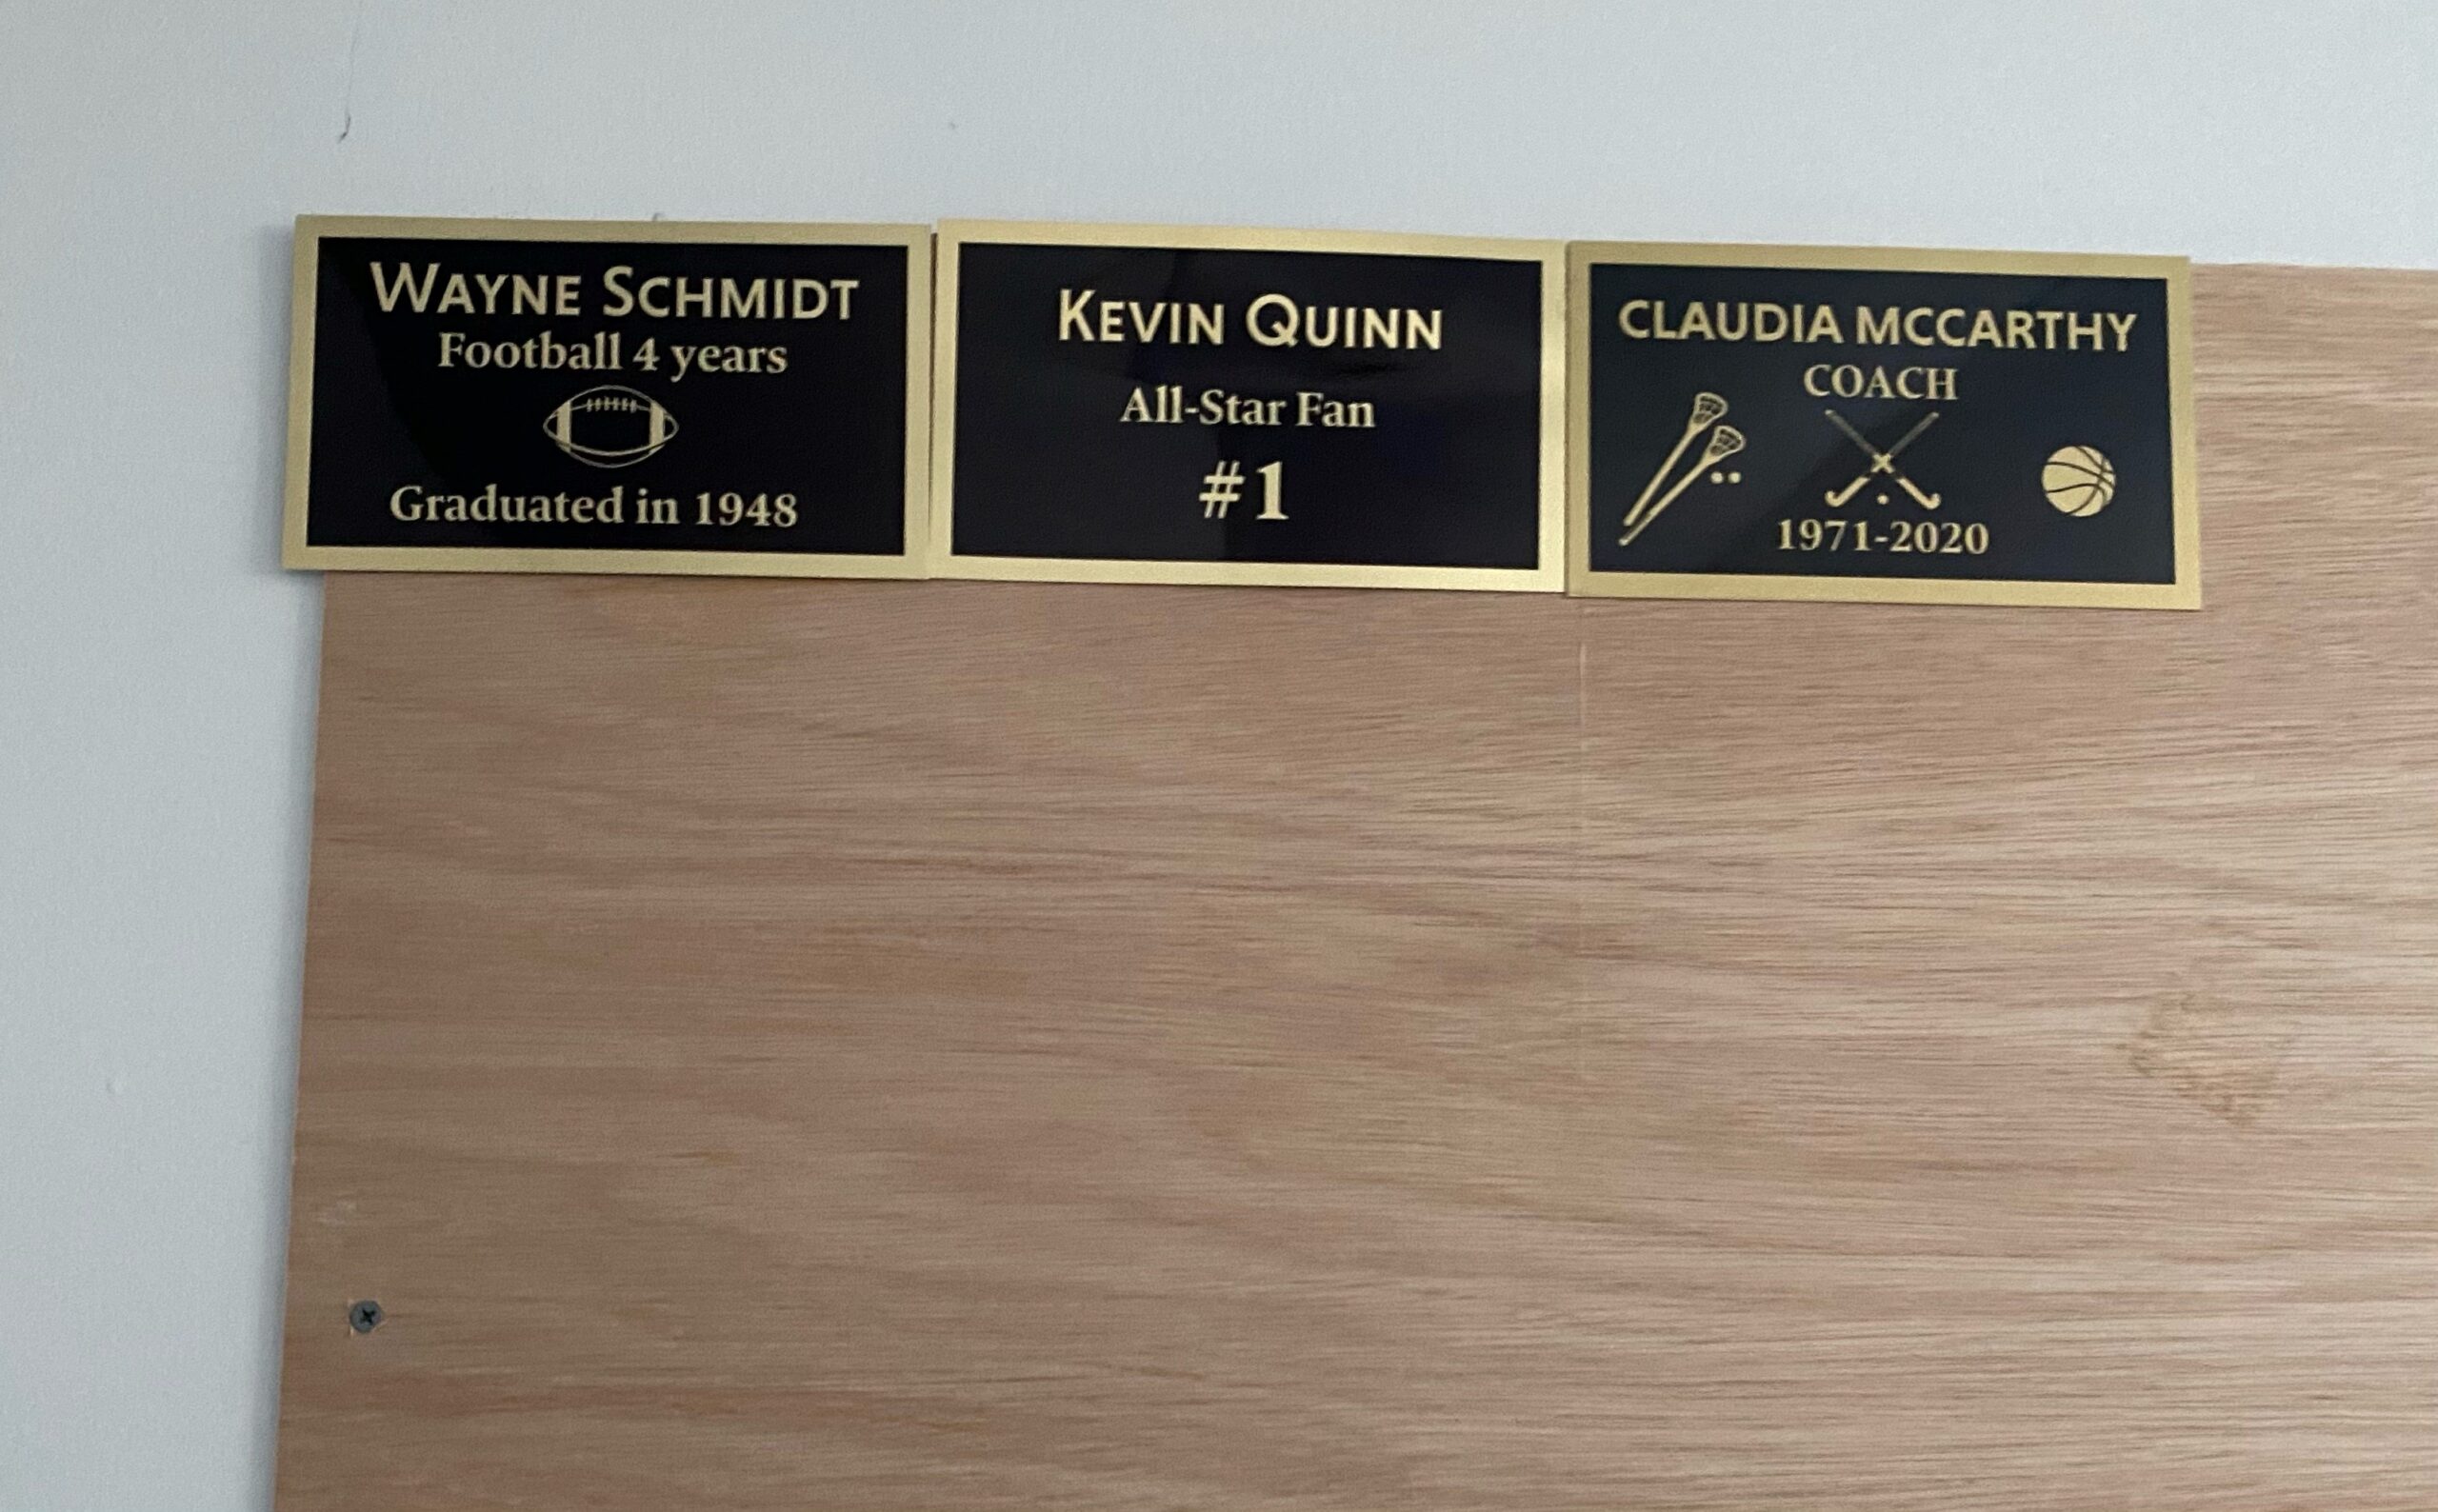 WAYNE SCHMIDT
Football 4 years
Graduated in 1948
KEVIN QUINN
All-Star Fan
#1
CLAUDIA MCCARTHY
COACH
1971-2020